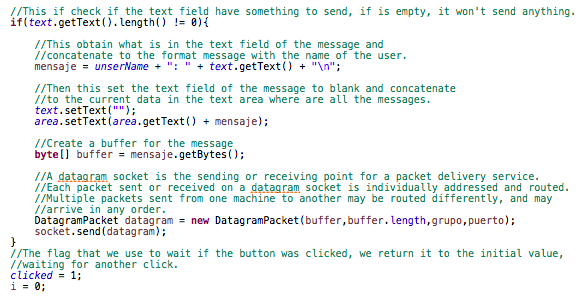 //This if check if the text field have something to send, if is empty, it won't send anything.
if(text.getText().length() != 0){
//This obtain what is in the text field of the message and
//concatenate to the format message with the name of the user.
mensaje = unserName + ": " + text.getText() + "\n";
//Then this set the text field of the message to blank and concatenate
//to the current data in the text area where are all the messages.
text.setText("");
area.setText(area.getText() + mensaje);
//Create a buffer for the message
byte[] buffer = mensaje.getBytes();
//A datagram socket is the sending or receiving point for a packet delivery service.
//Each packet sent or received on a datagram socket is individually addressed and routed.
//Multiple packets sent from one machine to another may be routed differently, and may
//arrive in any order.
DatagramPacket datagram = new DatagramPacket(buffer,buffer.length,grupo,puerto);
socket.send(datagram);
}
//The flag that we use to wait if the button was clicked, we return it to the initial value,
//waiting for another click.
clicked = 1;
i = 0;